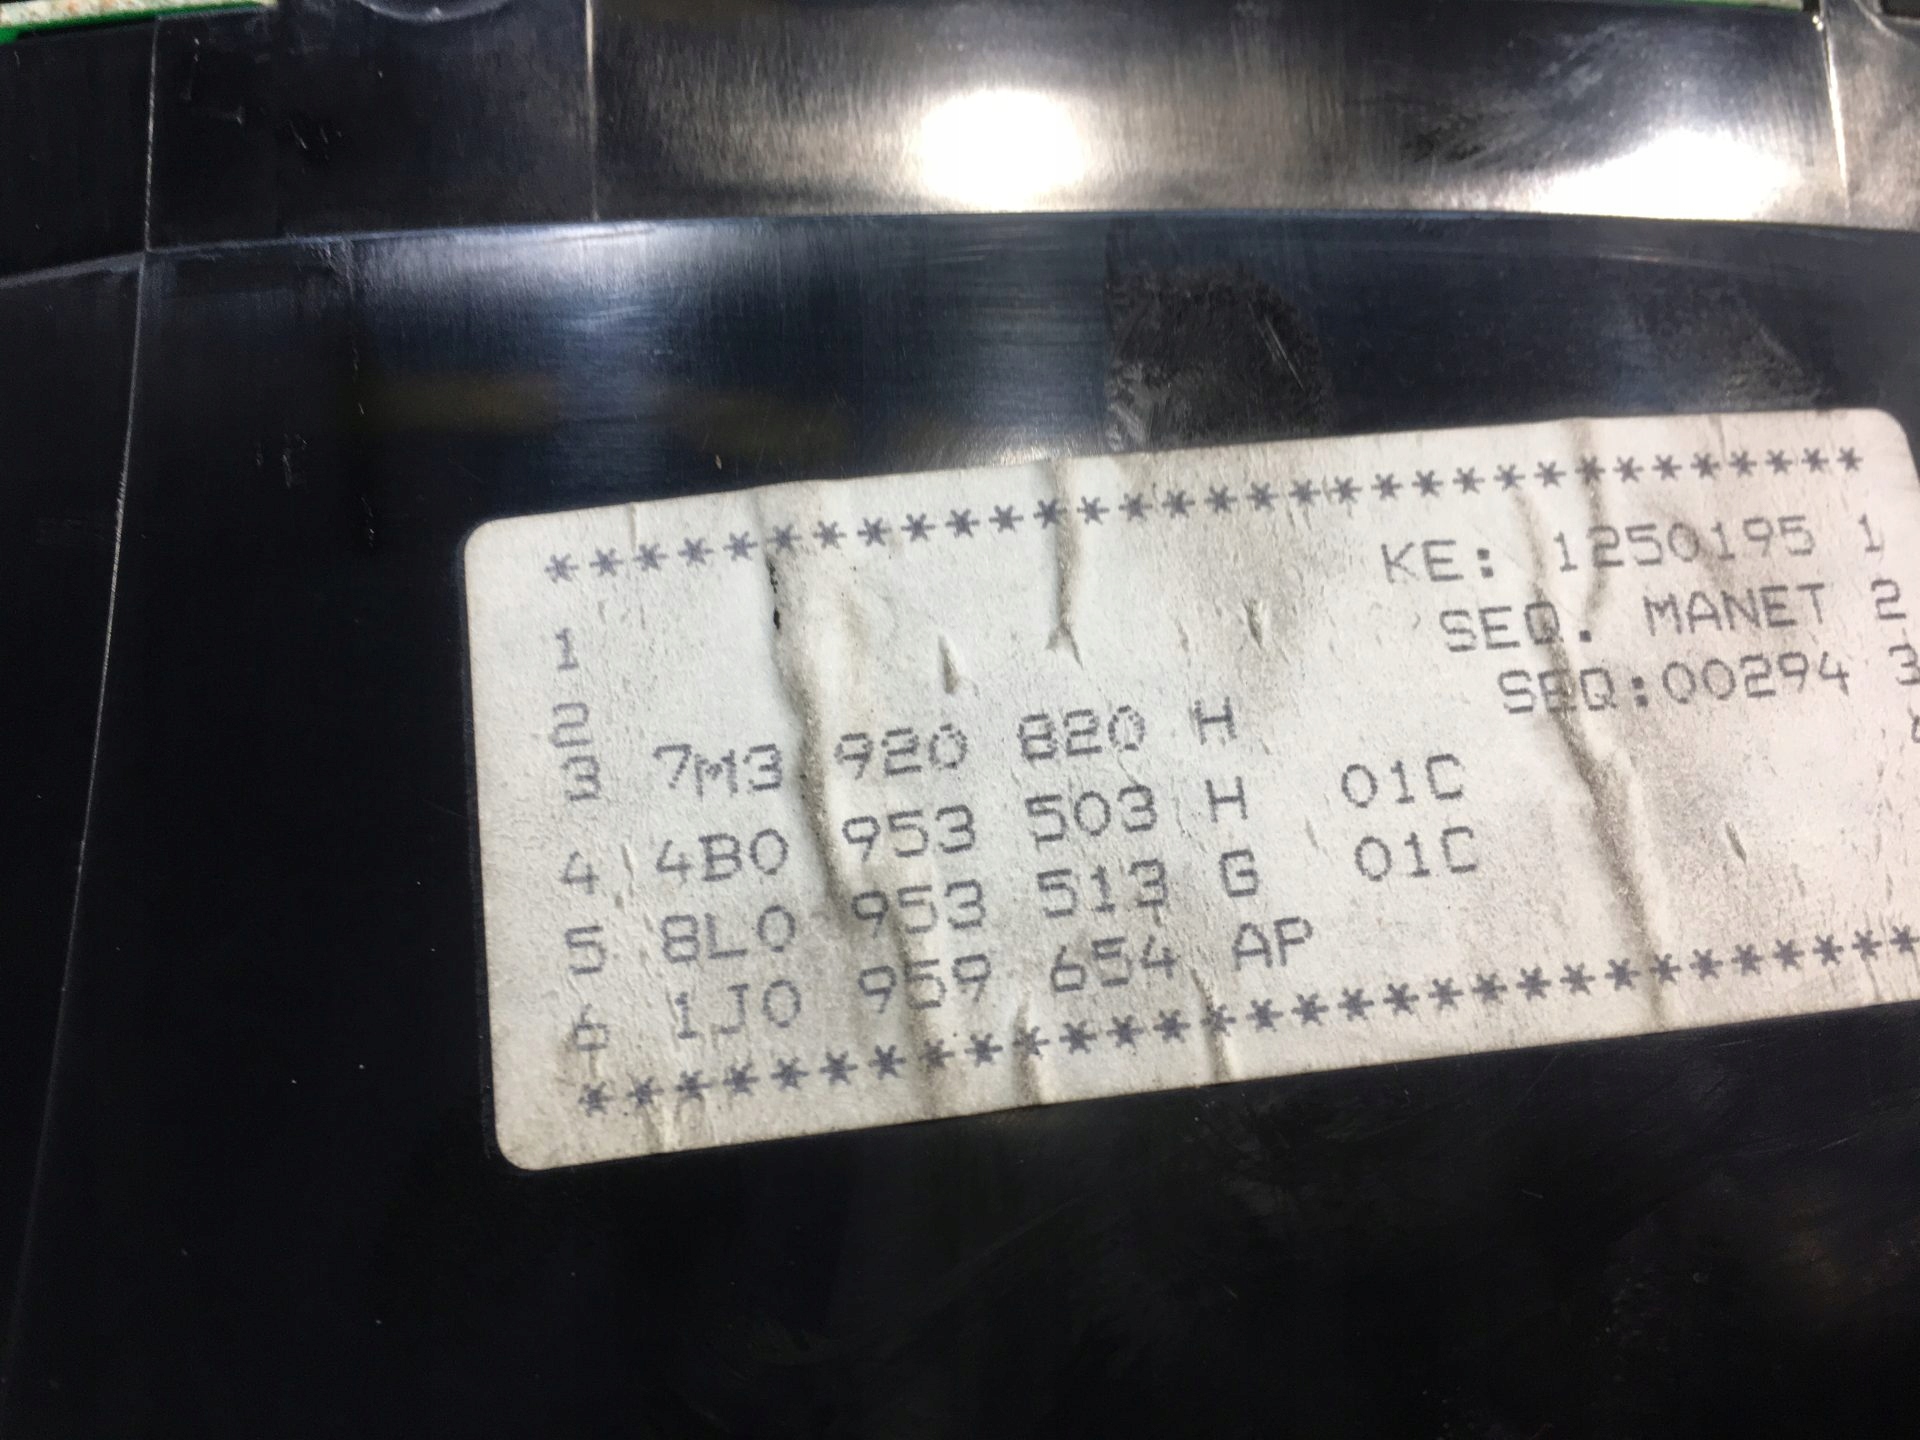 *********************************
KE: 1250195 1
1 SEQ. MANET 2
2 SEQ:00294 3
3 7M3 920 820 H
4 4B0 953 503 H 01C
5 8L0 953 513 G 01C
6 1J0 959 654 AP
*****************************